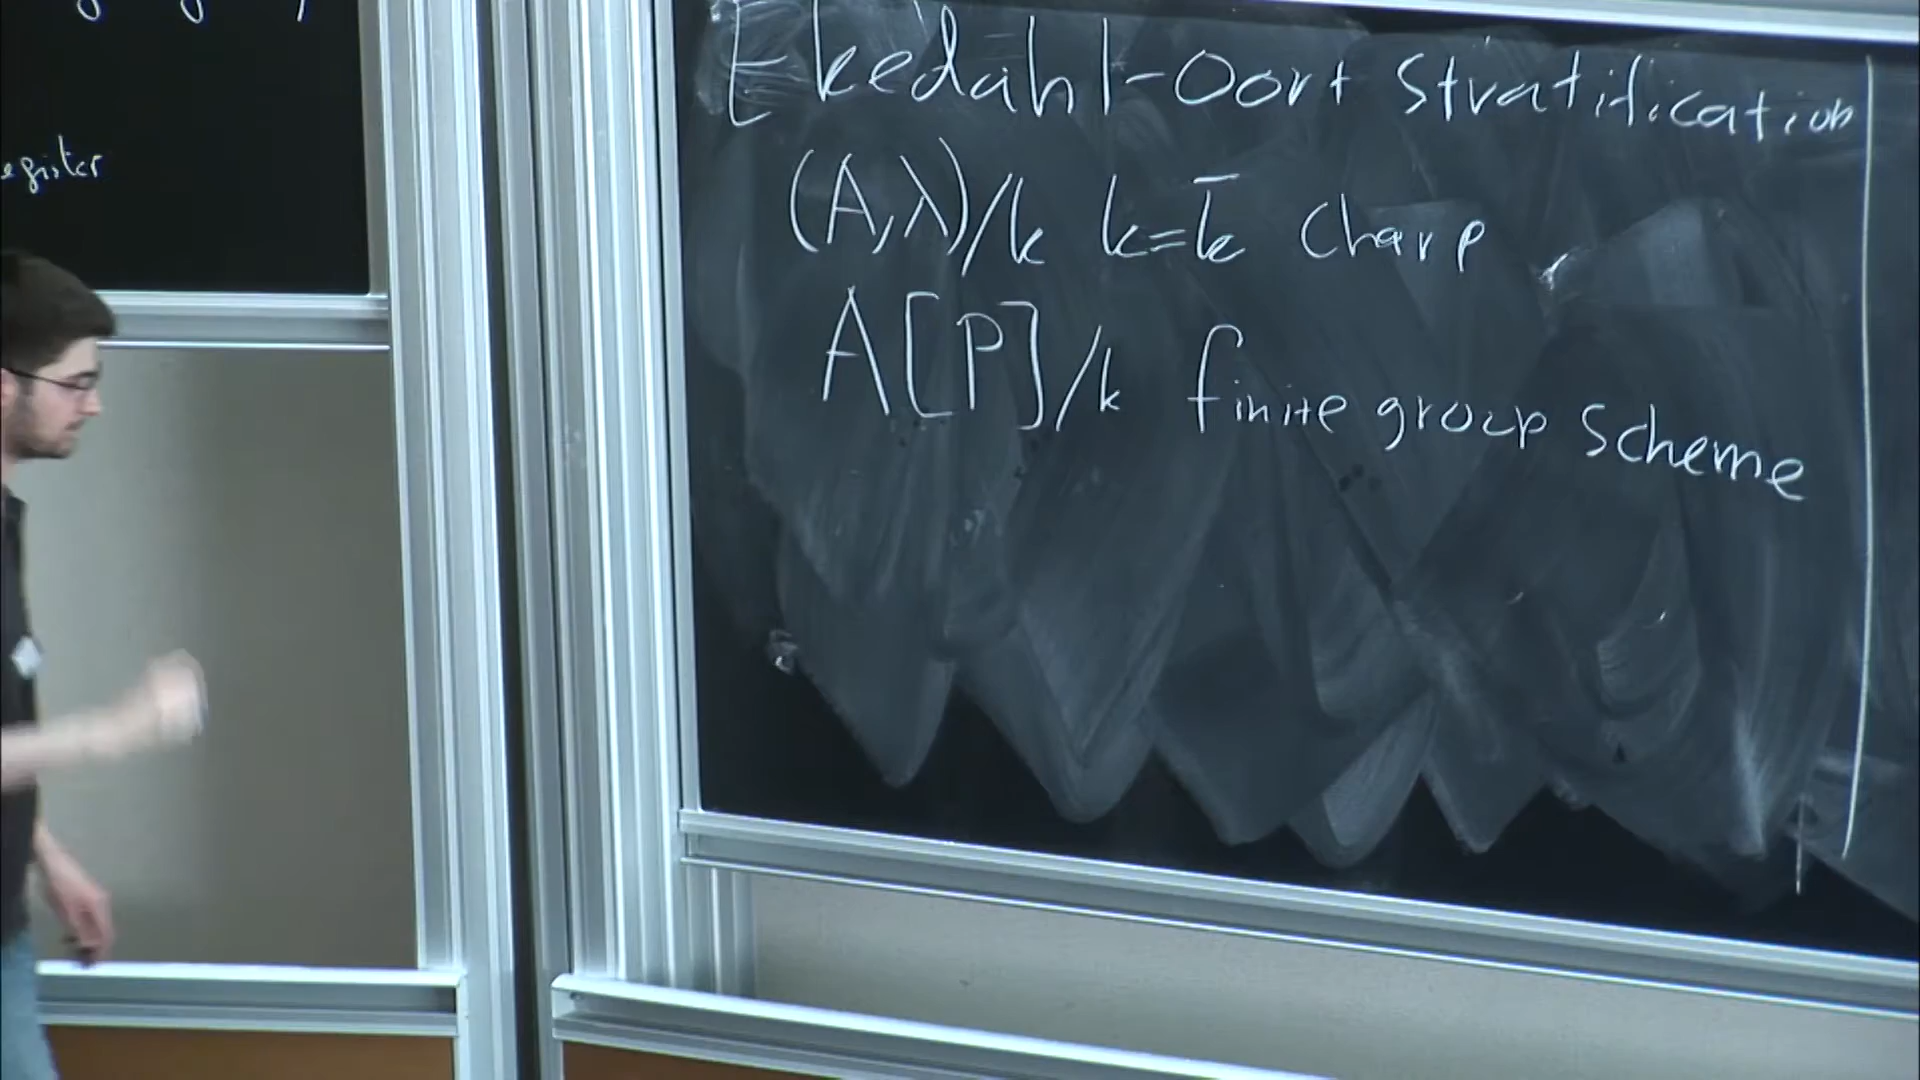 Ekedahl-Oort Stratification
(A,λ)/k k=k̄ Char p
A[P]/k finite group scheme